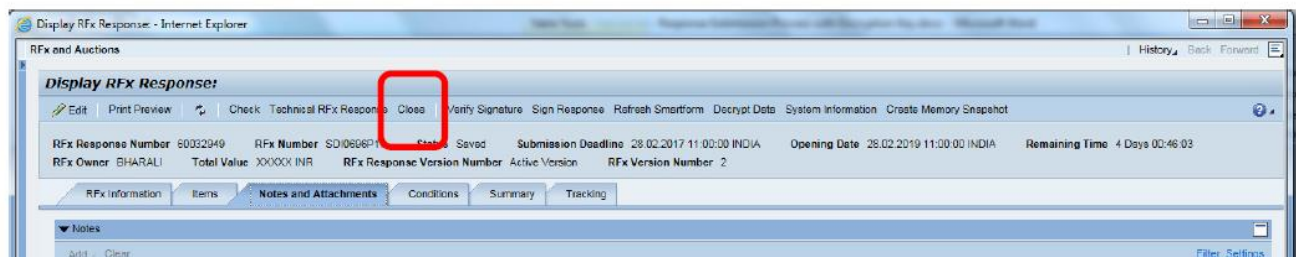 Display RFx Response: - Internet Explorer
RFx and Auctions
History Back Forward
Display RFx Response:
Edit Print Preview Check Technical RFx Response Close Verify Signature Sign Response Refresh Smartform Decrypt Data System Information Create Memory Snapshot
RFx Response Number 60032949 RFx Number SDI0696P1 Status Saved Submission Deadline 28.02.2017 11:00:00 INDIA Opening Date 28.02.2019 11:00:00 INDIA Remaining Time 4 Days 00:46:03
RFx Owner BHARALI Total Value XXXXX INR RFx Response Version Number Active Version RFx Version Number 2
RFx Information Items Notes and Attachments Conditions Summary Tracking
Notes
Add Clear Filter Settings